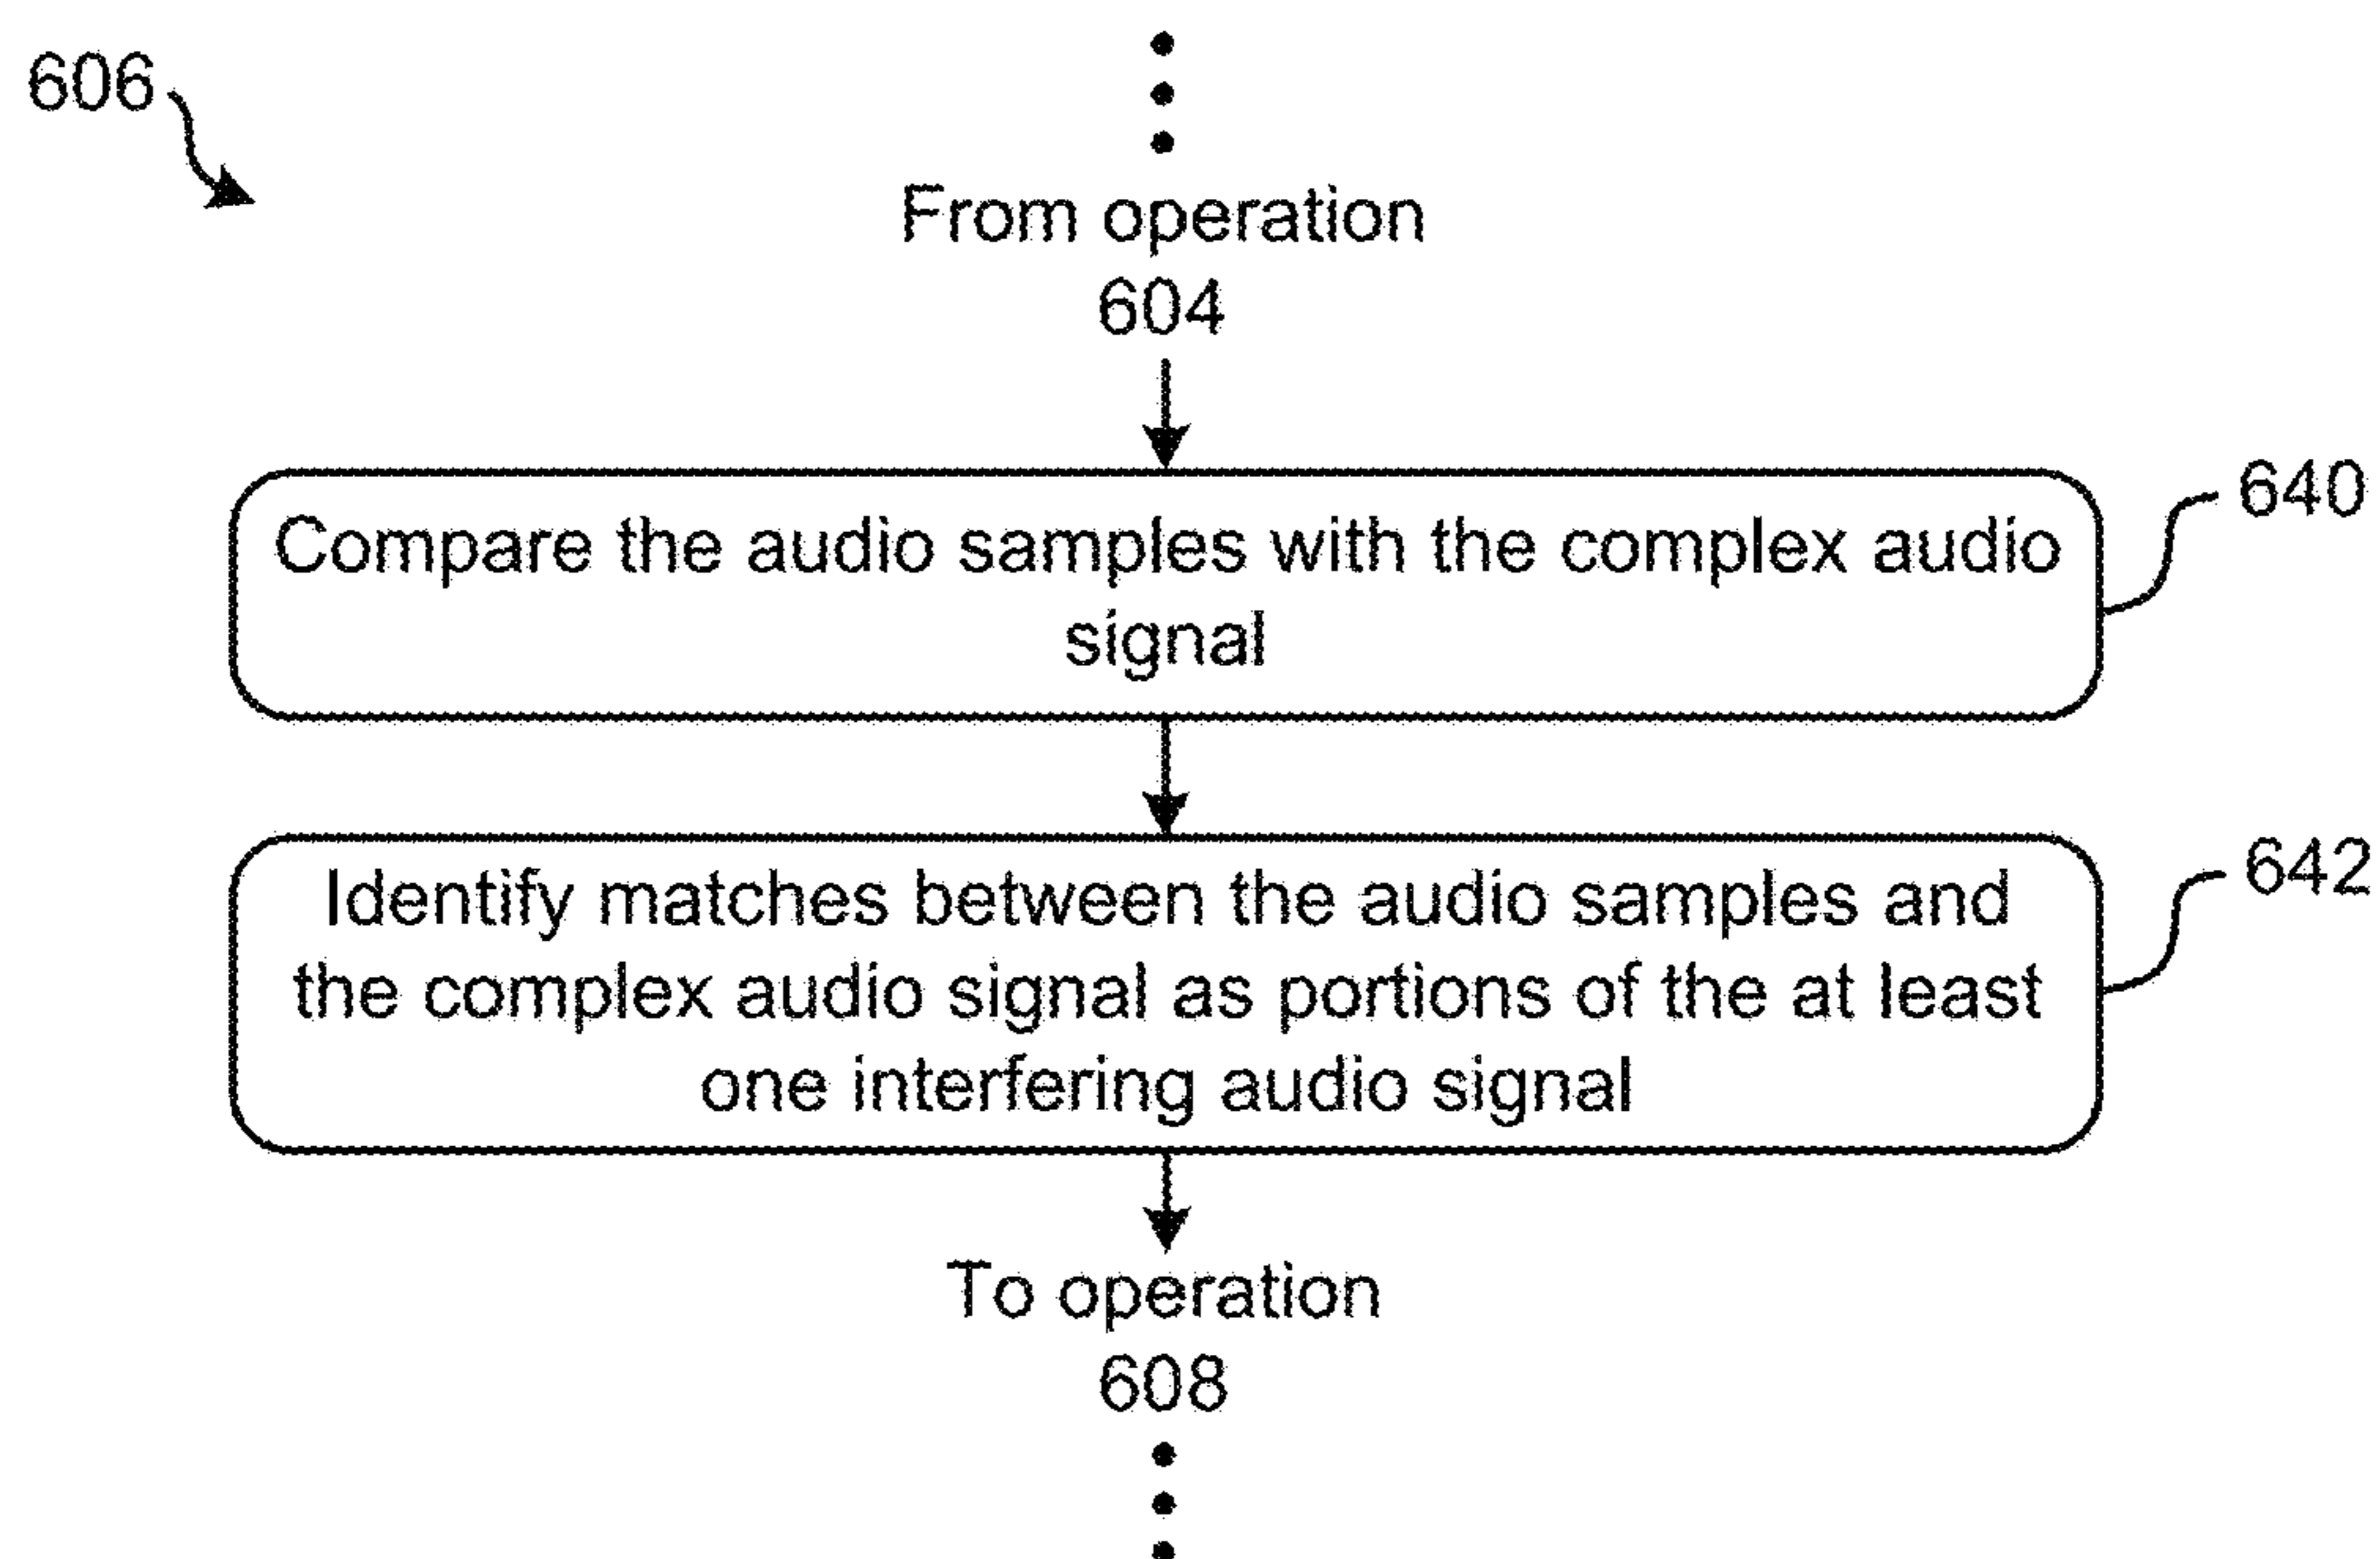 606
From operation
604
Compare the audio samples with the complex audio
signal
640
Identify matches between the audio samples and
the complex audio signal as portions of the at least
one interfering audio signal
642
To operation
608